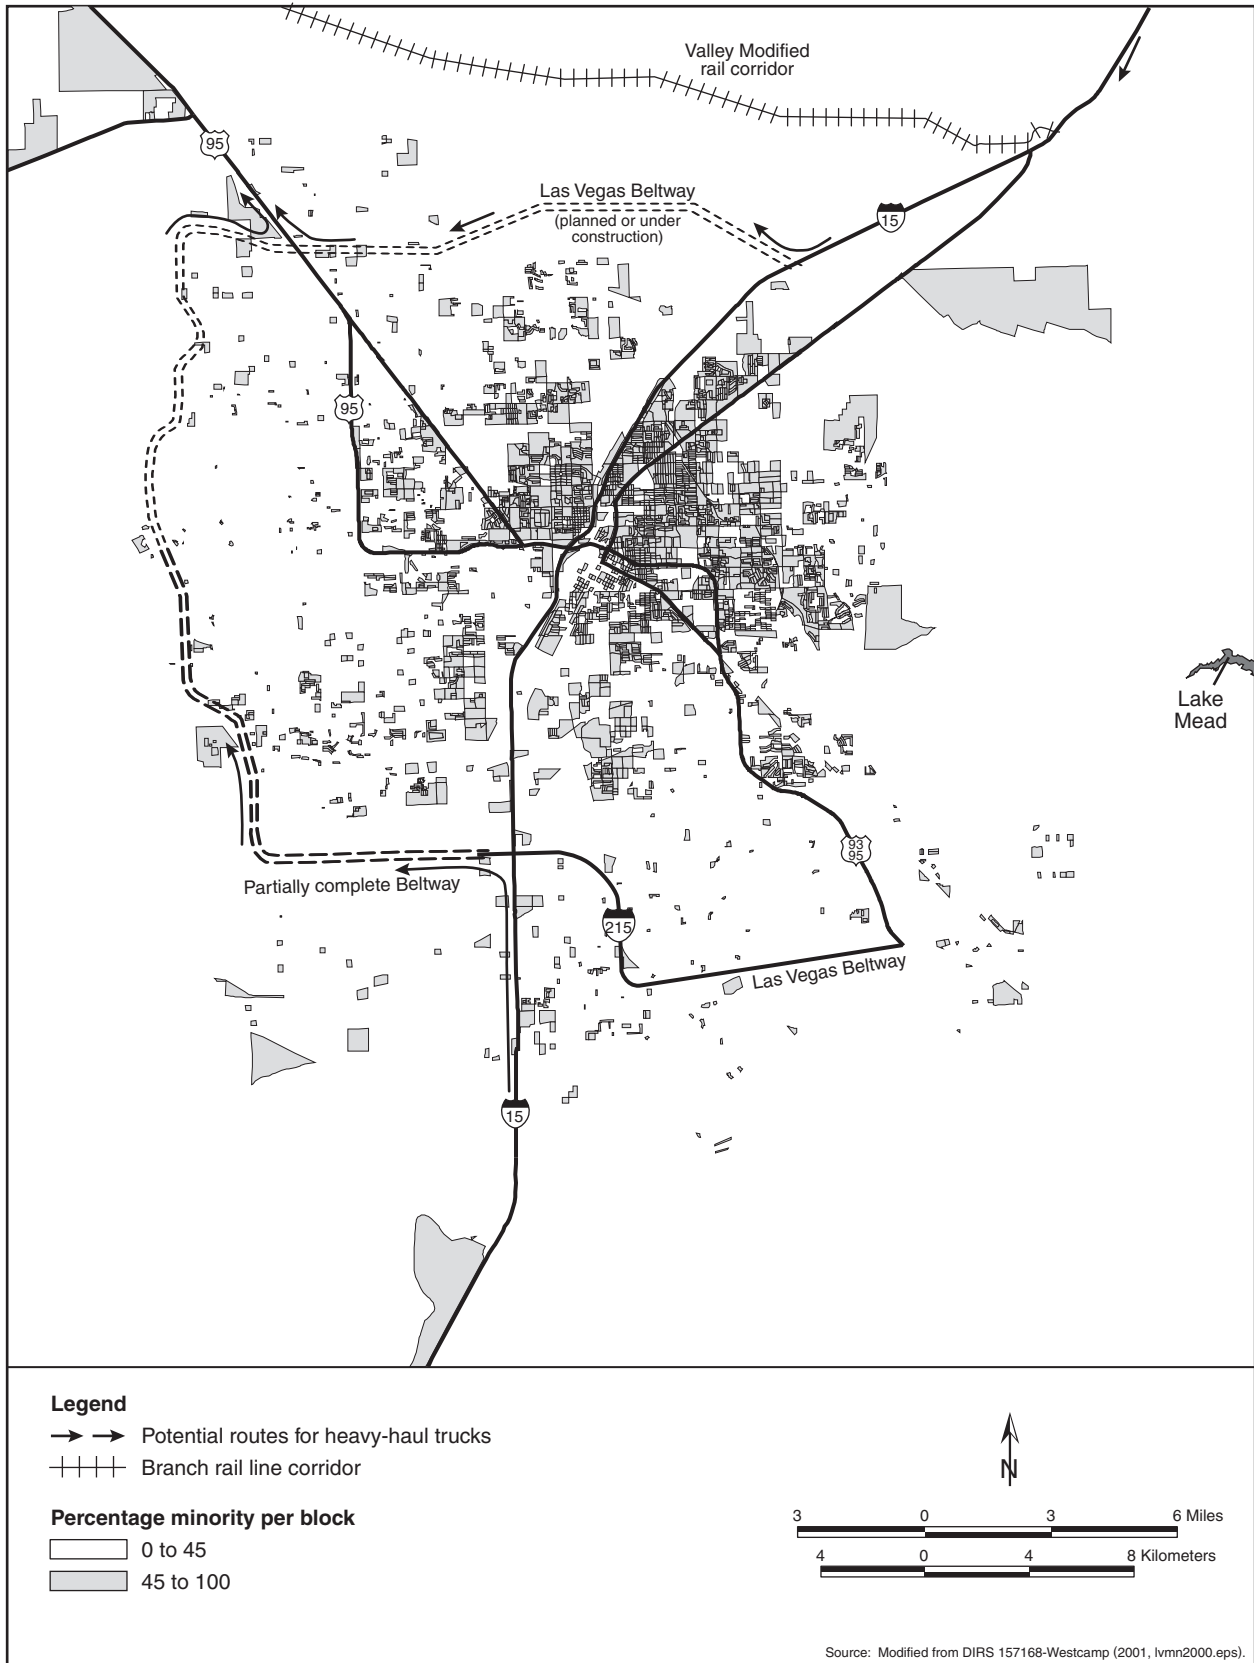 Valley Modified
rail corridor
95
Las Vegas Beltway
(planned or under
construction)
15
95
Lake
Mead
93
95
Partially complete Beltway
215
Las Vegas Beltway
15
Legend
Potential routes for heavy-haul trucks
Branch rail line corridor
Percentage minority per block
0 to 45
45 to 100
N
3 0 3 6 Miles
4 0 4 8 Kilometers
Source: Modified from DIRS 157168-Westcamp (2001, lvmn2000.eps).